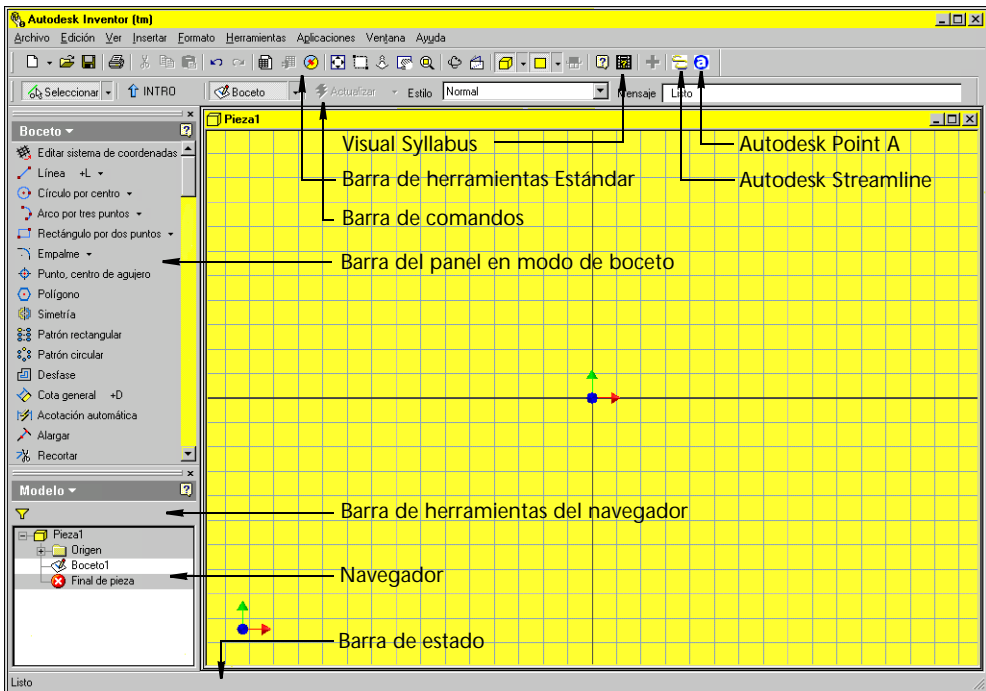 Autodesk Inventor (tm)
Archivo Edición Ver Insertar Formato Herramientas Aplicaciones Ventana Ayuda
Seleccionar INTRO Boceto Actualizar Estilo Normal Mensaje Listo
Boceto
Editar sistema de coordenadas
Línea +L
Círculo por centro
Arco por tres puntos
Rectángulo por dos puntos
Empalme
Punto, centro de agujero
Polígono
Simetría
Patrón rectangular
Patrón circular
Desfase
Cota general +D
Acotación automática
Alargar
Recortar
Modelo
Pieza1
Origen
Boceto1
Final de pieza
Pieza1
Visual Syllabus
Autodesk Point A
Barra de herramientas Estándar
Autodesk Streamline
Barra de comandos
Barra del panel en modo de boceto
Barra de herramientas del navegador
Navegador
Barra de estado
Listo